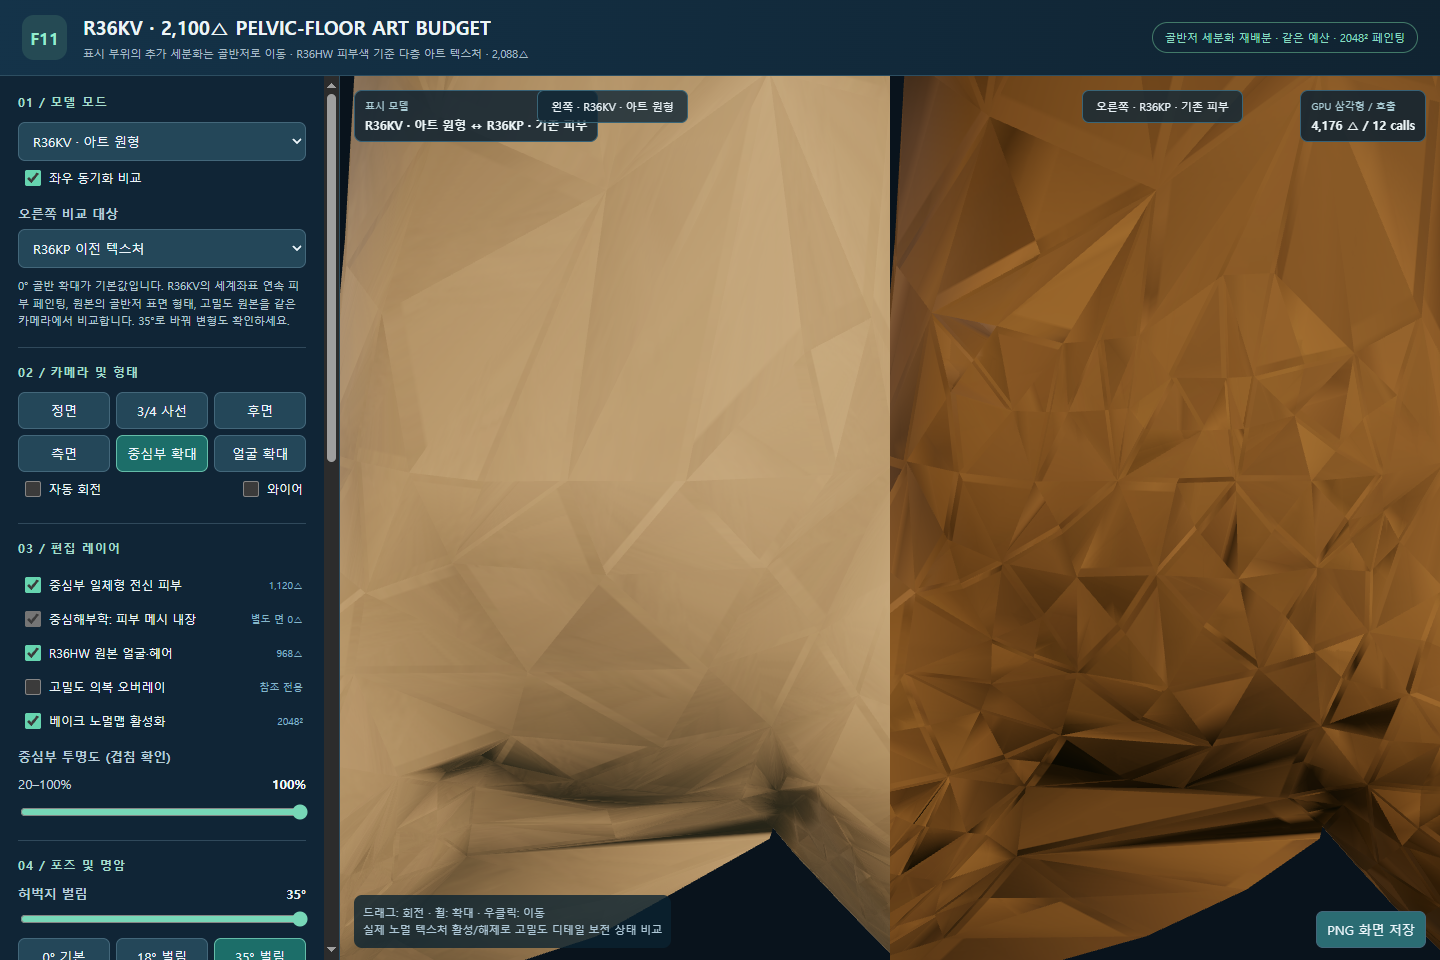 F11
R36KV · 2,100△ PELVIC-FLOOR ART BUDGET
표시 부위의 추가 세분화는 골반저로 이동 · R36HW 피부색 기준 다층 아트 텍스처 · 2,088△
골반저 세분화 재배분 · 같은 예산 · 2048² 페인팅
01 / 모델 모드
R36KV · 아트 원형
좌우 동기화 비교
오른쪽 비교 대상
R36KP 이전 텍스처
0° 골반 확대가 기본값입니다. R36KV의 세계좌표 연속 피
부 페인팅, 원본의 골반저 표면 형태, 고밀도 원본을 같은
카메라에서 비교합니다. 35°로 바꿔 변형도 확인하세요.
02 / 카메라 및 형태
정면
3/4 사선
후면
측면
중심부 확대
얼굴 확대
자동 회전
와이어
03 / 편집 레이어
중심부 일체형 전신 피부
1,120△
중심해부학: 피부 메시 내장
별도 면 0△
R36HW 원본 얼굴·헤어
968△
고밀도 의복 오버레이
참조 전용
베이크 노멀맵 활성화
2048²
중심부 투명도 (겹침 확인)
20–100%
100%
04 / 포즈 및 명암
허벅지 벌림
35°
0° 기본
18° 벌림
35° 벌림
표시 모델
R36KV · 아트 원형 ↔ R36KP · 기존 피부
왼쪽 · R36KV · 아트 원형
오른쪽 · R36KP · 기존 피부
GPU 삼각형 / 호출
4,176 △ / 12 calls
드래그: 회전 · 휠: 확대 · 우클릭: 이동
실제 노멀 텍스처 활성/해제로 고밀도 디테일 보전 상태 비교
PNG 화면 저장